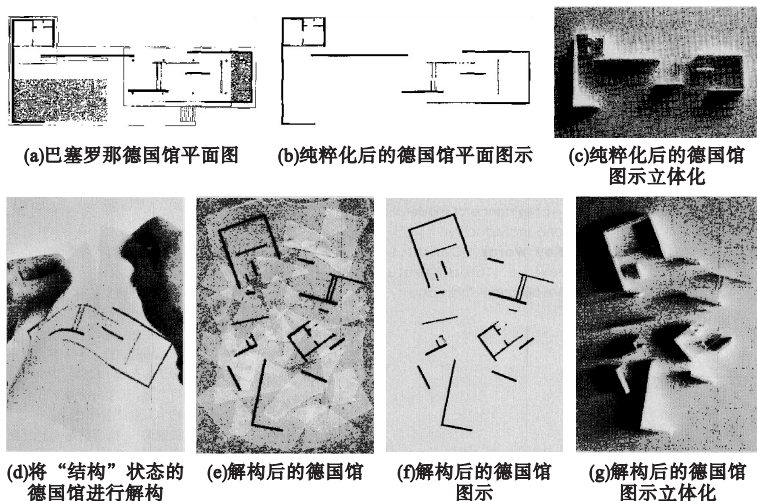 (a)巴塞罗那德国馆平面图
(b)纯粹化后的德国馆平面图示
(c)纯粹化后的德国馆
图示立体化
(d)将“结构”状态的
德国馆进行解构
(e)解构后的德国馆
(f)解构后的德国馆
图示
(g)解构后的德国馆
图示立体化